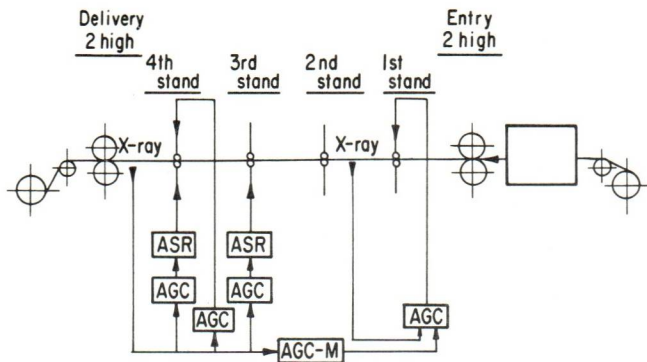 Delivery
2 high
Entry
2 high
4th
stand
3rd
stand
2nd
stand
1st
stand
X-ray
X-ray
ASR
ASR
AGC
AGC
AGC
AGC
AGC-M